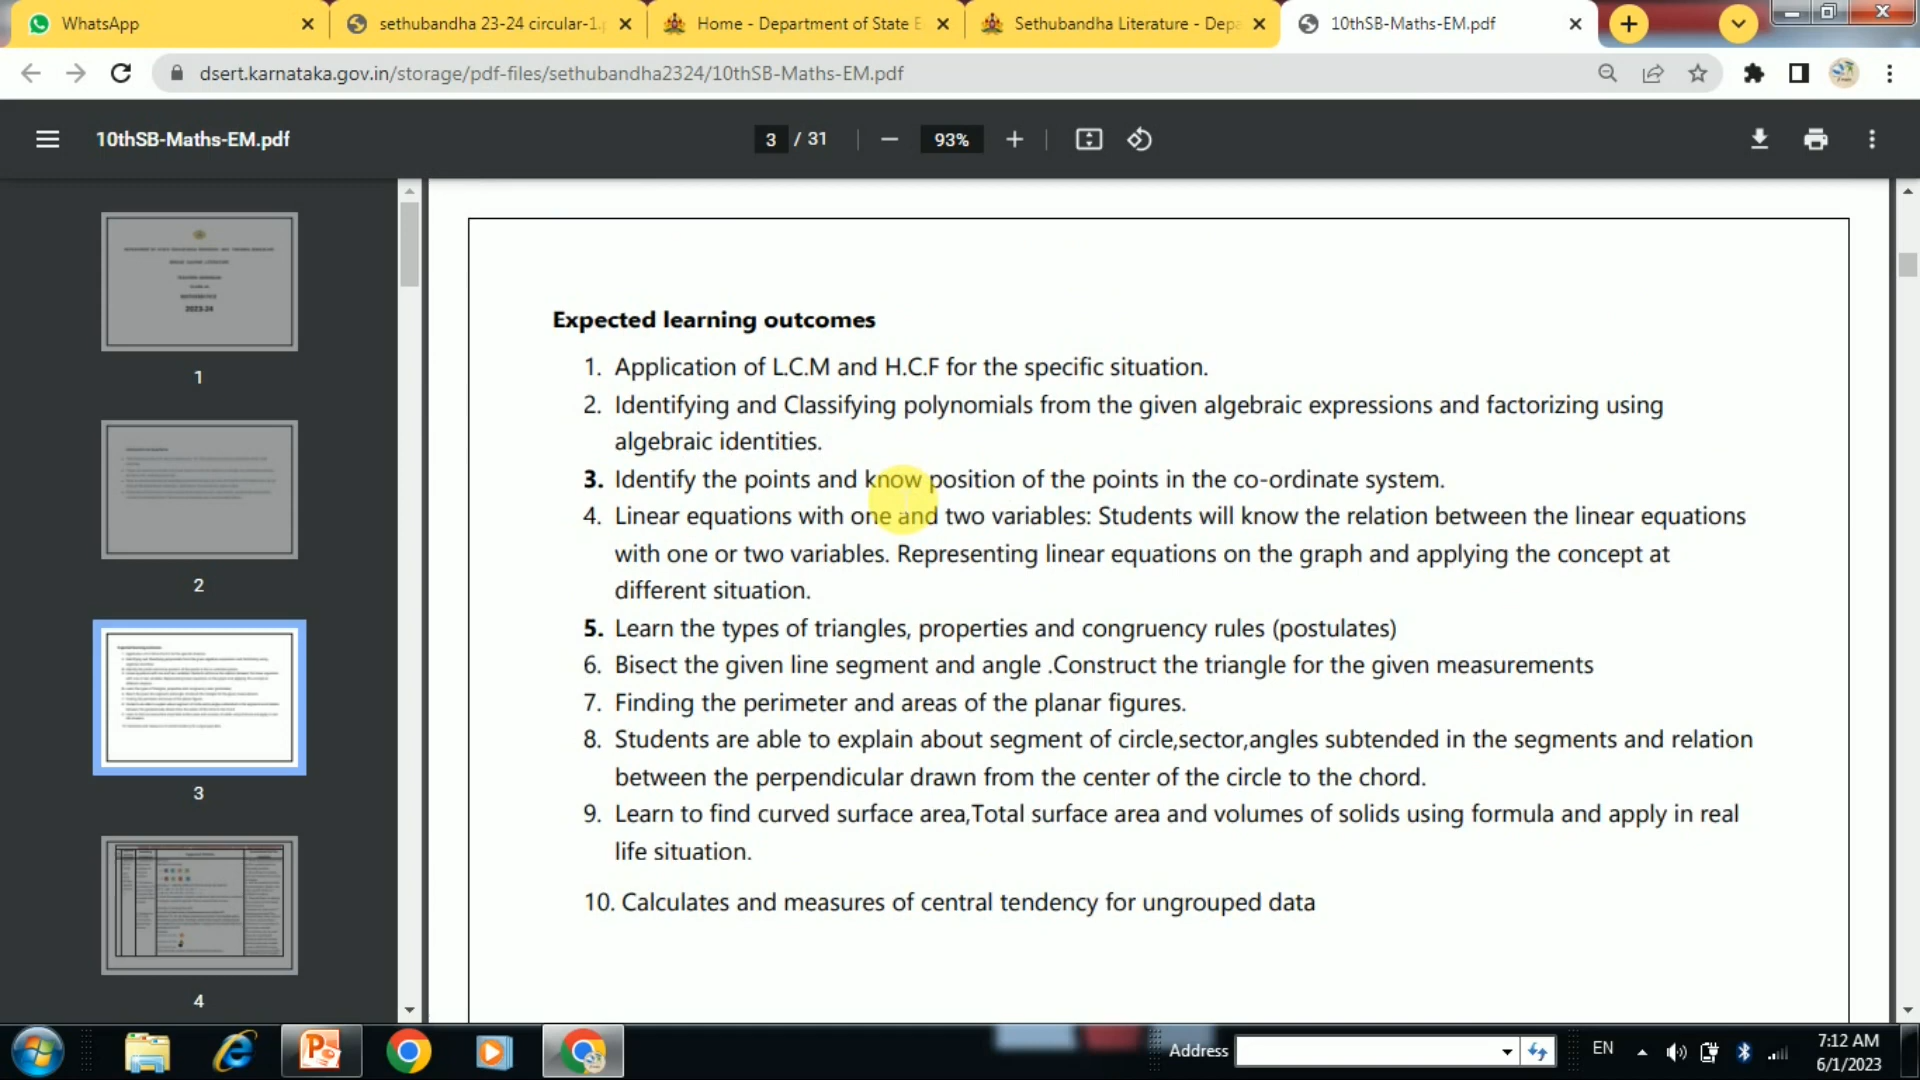 WhatsApp
sethubandha 23-24 circular-1.p
Home - Department of State E
Sethubandha Literature - Depa
10thSB-Maths-EM.pdf
dsert.karnataka.gov.in/storage/pdf-files/sethubandha2324/10thSB-Maths-EM.pdf
10thSB-Maths-EM.pdf
3 / 31
93%
2023-24
1
2
3
4
Expected learning outcomes
1. Application of L.C.M and H.C.F for the specific situation.
2. Identifying and Classifying polynomials from the given algebraic expressions and factorizing using
algebraic identities.
3. Identify the points and know position of the points in the co-ordinate system.
4. Linear equations with one and two variables: Students will know the relation between the linear equations
with one or two variables. Representing linear equations on the graph and applying the concept at
different situation.
5. Learn the types of triangles, properties and congruency rules (postulates)
6. Bisect the given line segment and angle .Construct the triangle for the given measurements
7. Finding the perimeter and areas of the planar figures.
8. Students are able to explain about segment of circle,sector,angles subtended in the segments and relation
between the perpendicular drawn from the center of the circle to the chord.
9. Learn to find curved surface area,Total surface area and volumes of solids using formula and apply in real
life situation.
10. Calculates and measures of central tendency for ungrouped data
Address
EN
7:12 AM
6/1/2023